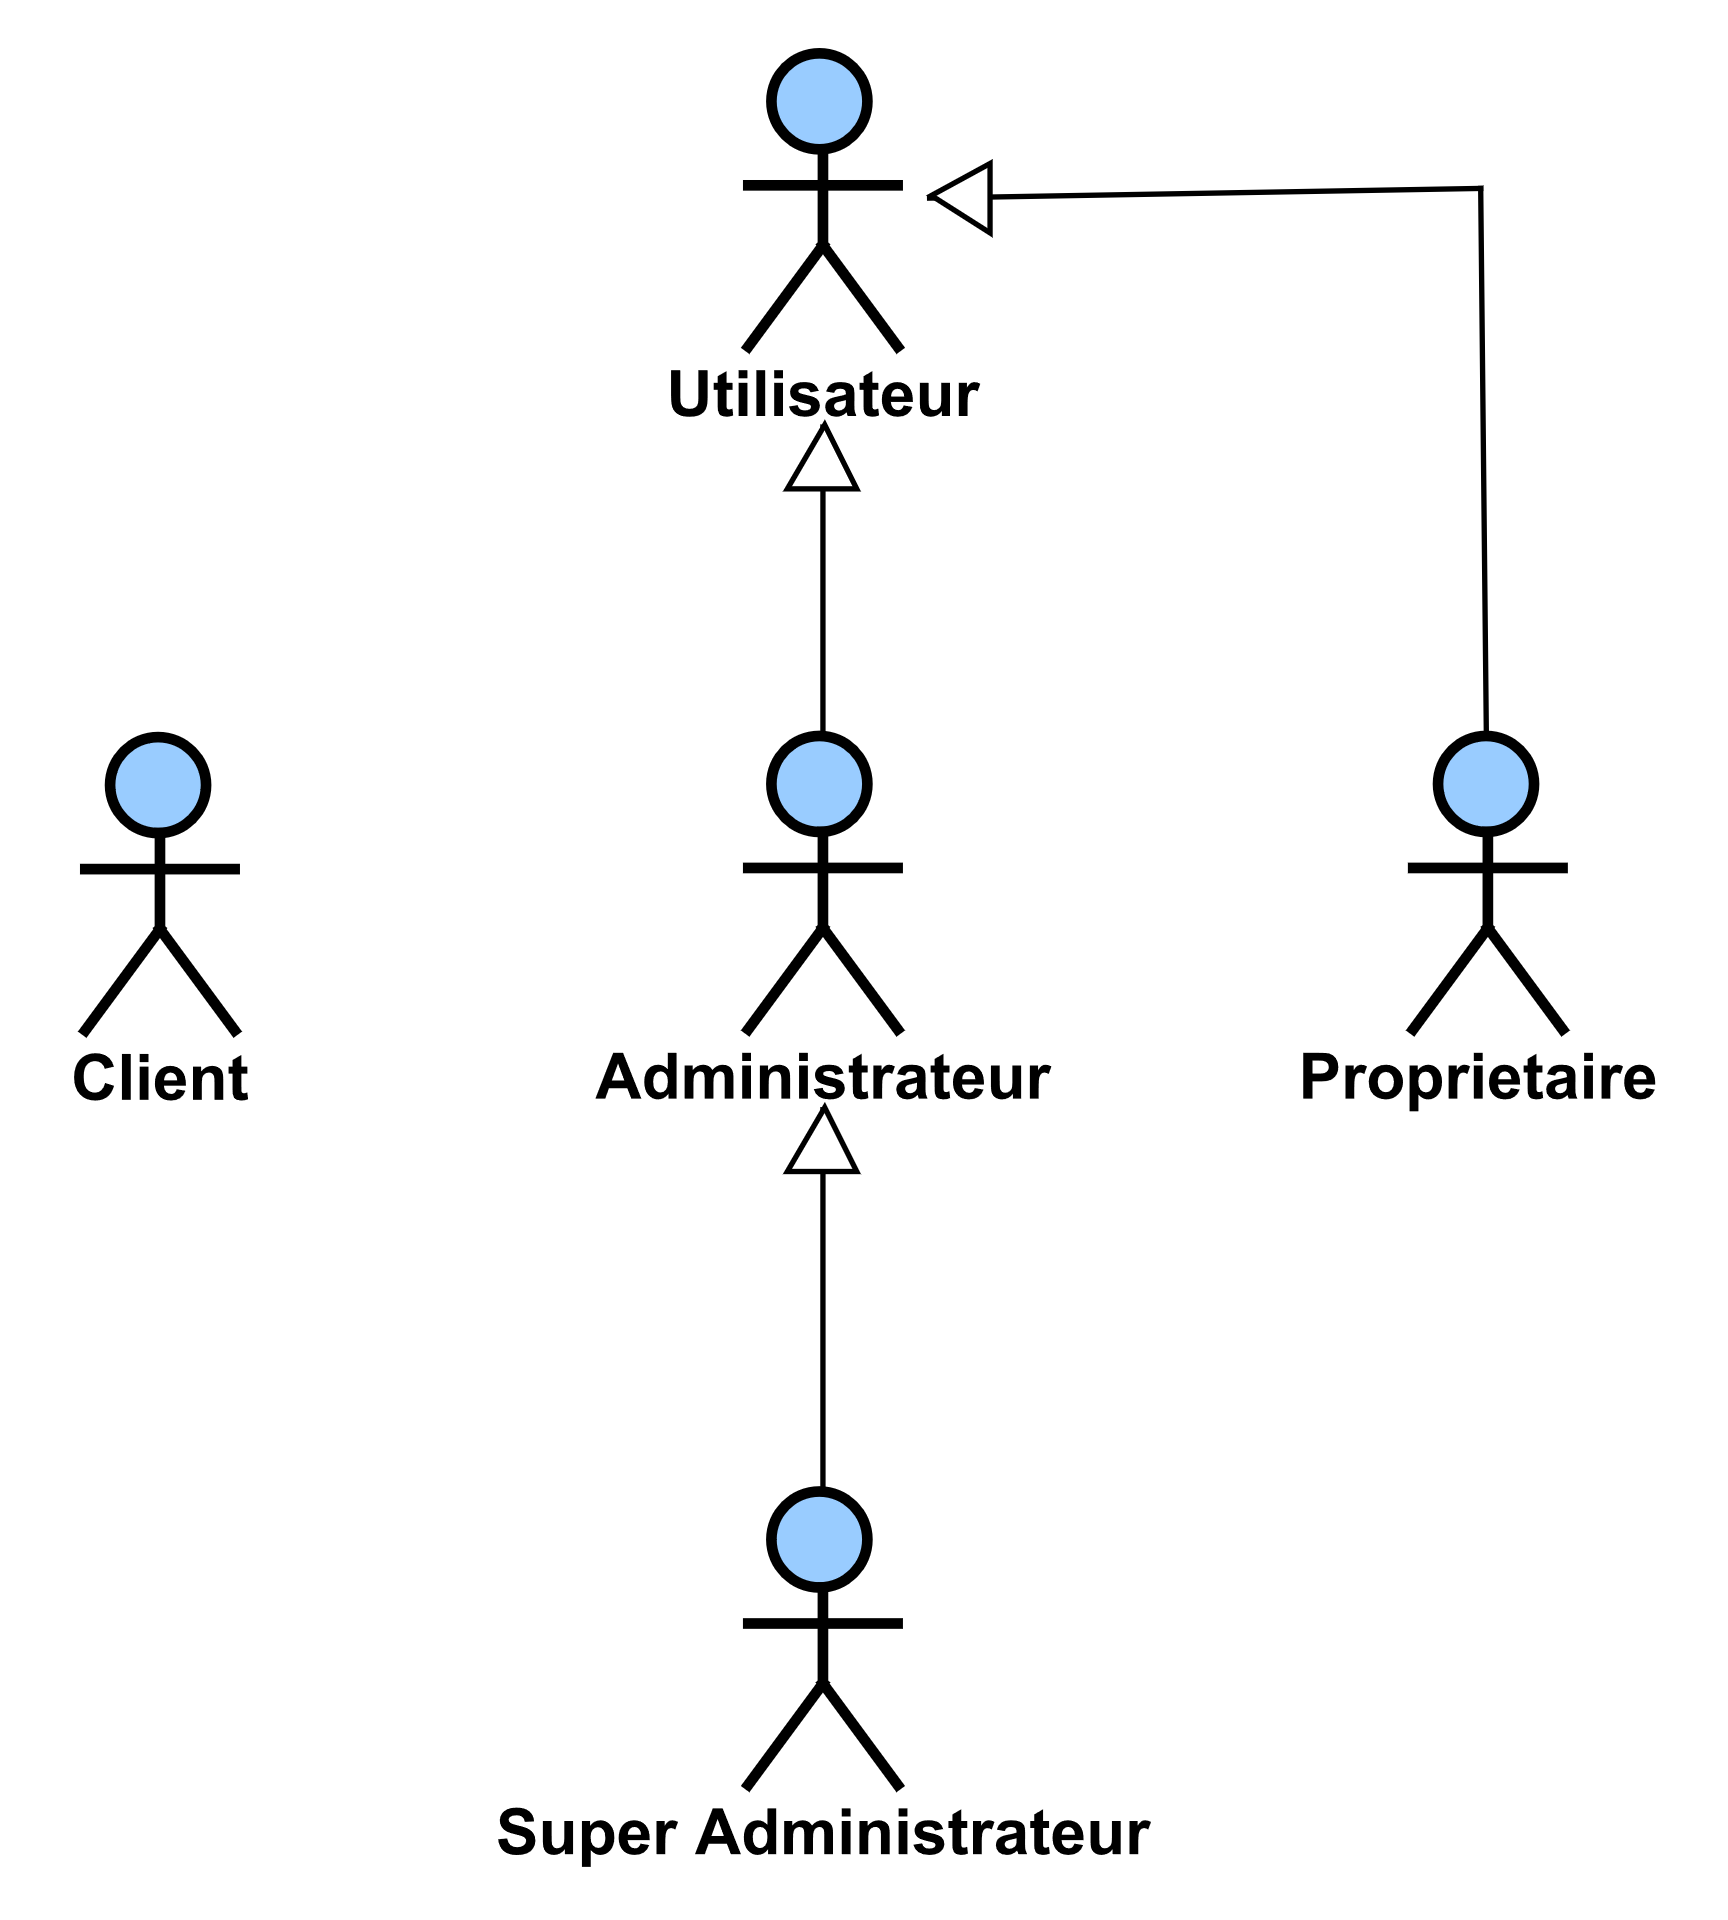 Utilisateur
Client
Administrateur
Proprietaire
Super Administrateur